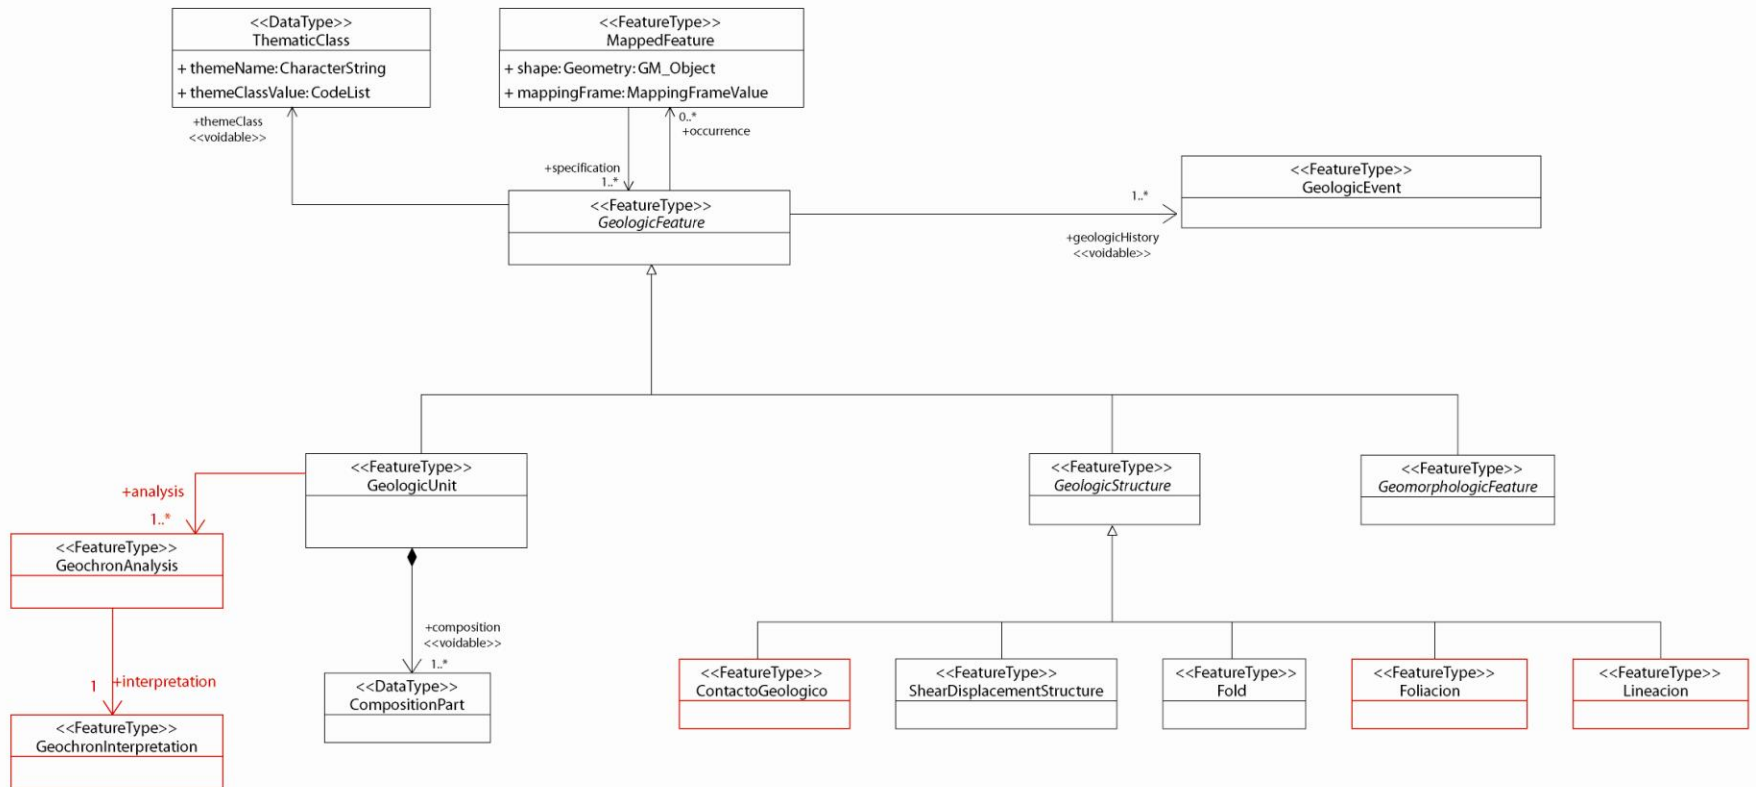 <<DataType>>
ThematicClass
+ themeName:CharacterString
+ themeClassValue:CodeList
<<FeatureType>>
MappedFeature
+ shape:Geometry:GM_Object
+ mappingFrame:MappingFrameValue
+themeClass
<<voidable>>
0..*
+occurrence
+specification
1..*
<<FeatureType>>
GeologicFeature
1..*
+geologicHistory
<<voidable>>
<<FeatureType>>
GeologicEvent
<<FeatureType>>
GeologicUnit
<<FeatureType>>
GeologicStructure
<<FeatureType>>
GeomorphologicFeature
+analysis
1..*
<<FeatureType>>
GeochronAnalysis
+composition
<<voidable>>
1..*
1
+interpretation
<<FeatureType>>
GeochronInterpretation
<<DataType>>
CompositionPart
<<FeatureType>>
ContactoGeologico
<<FeatureType>>
ShearDisplacementStructure
<<FeatureType>>
Fold
<<FeatureType>>
Foliacion
<<FeatureType>>
Lineacion